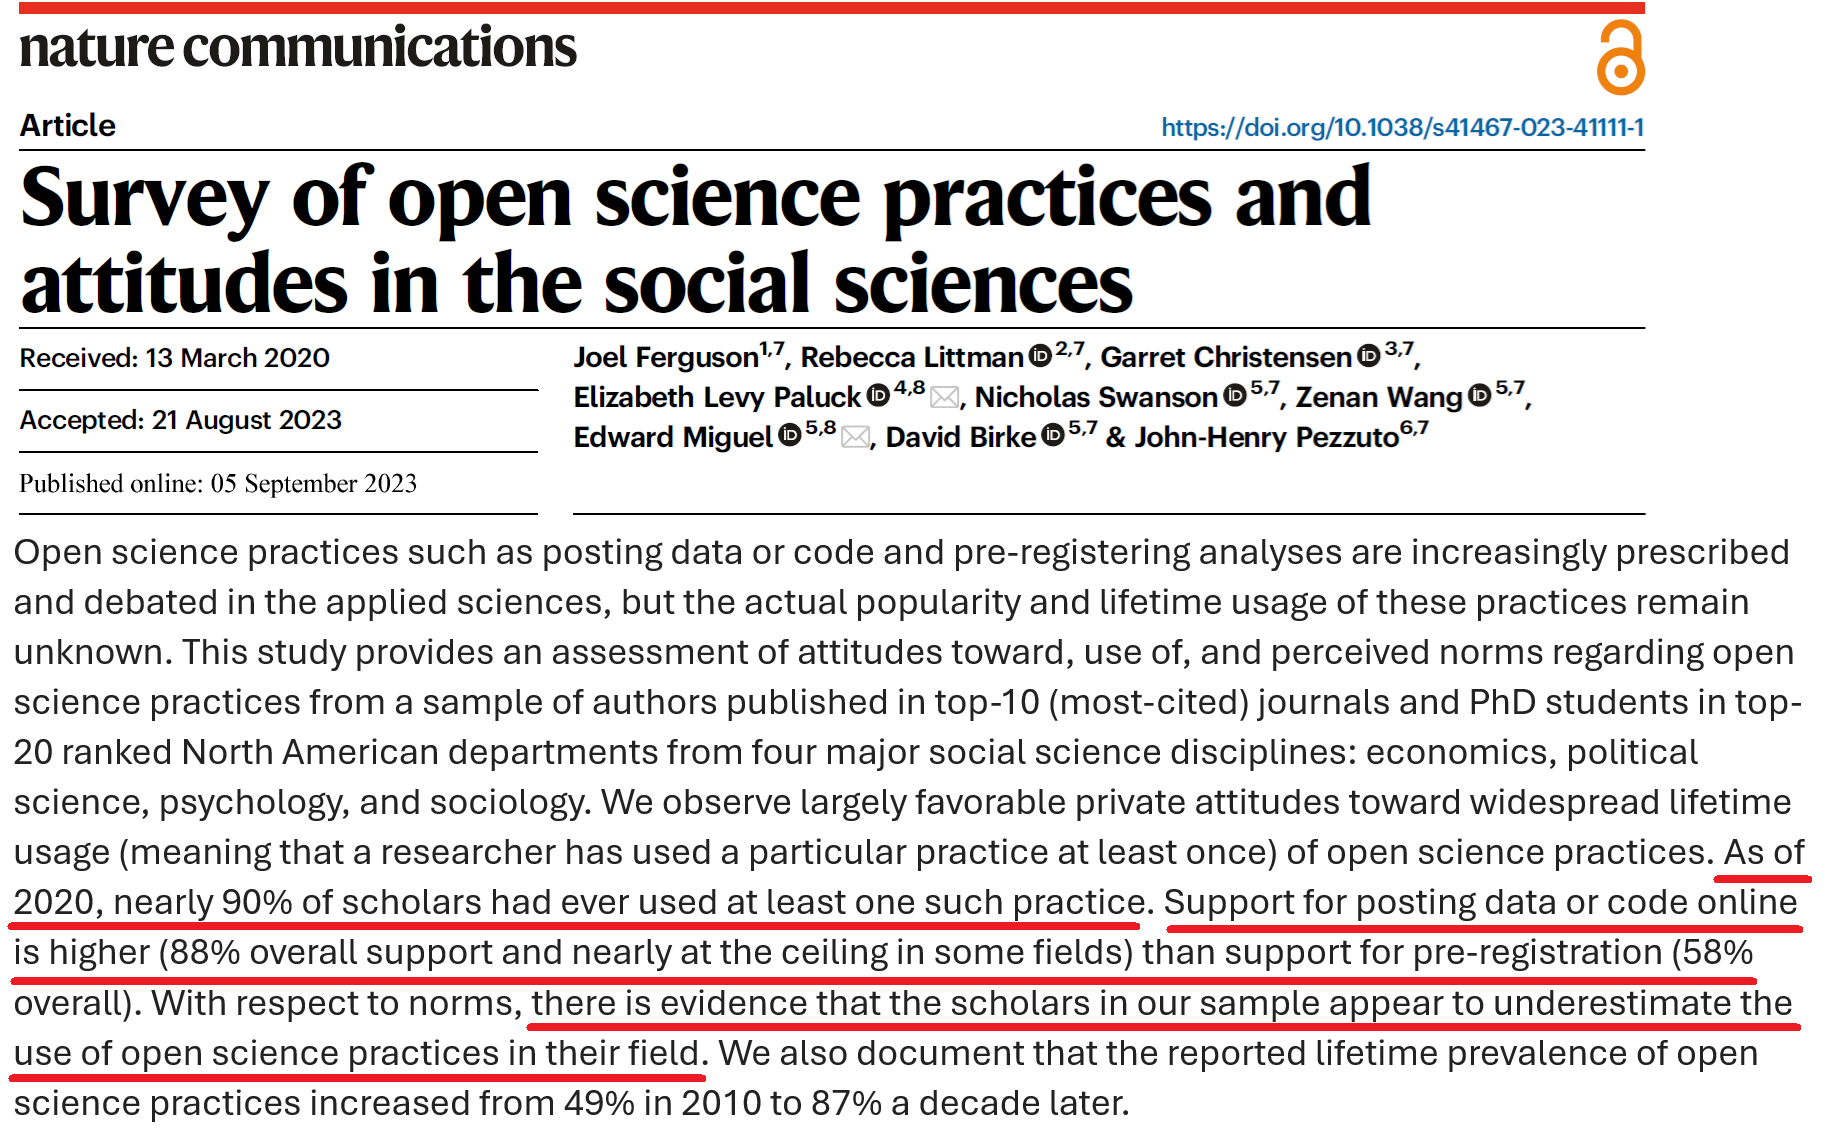 nature communications
Article
https://doi.org/10.1038/s41467-023-41111-1
Survey of open science practices and
attitudes in the social sciences
Received: 13 March 2020
Accepted: 21 August 2023
Published online: 05 September 2023
Joel Ferguson1,7, Rebecca Littman iD 2,7, Garret Christensen iD 3,7,
Elizabeth Levy Paluck iD 4,8, Nicholas Swanson iD 5,7, Zenan Wang iD 5,7,
Edward Miguel iD 5,8, David Birke iD 5,7 & John-Henry Pezzuto6,7
Open science practices such as posting data or code and pre-registering analyses are increasingly prescribed
and debated in the applied sciences, but the actual popularity and lifetime usage of these practices remain
unknown. This study provides an assessment of attitudes toward, use of, and perceived norms regarding open
science practices from a sample of authors published in top-10 (most-cited) journals and PhD students in top-
20 ranked North American departments from four major social science disciplines: economics, political
science, psychology, and sociology. We observe largely favorable private attitudes toward widespread lifetime
usage (meaning that a researcher has used a particular practice at least once) of open science practices. As of
2020, nearly 90% of scholars had ever used at least one such practice. Support for posting data or code online
is higher (88% overall support and nearly at the ceiling in some fields) than support for pre-registration (58%
overall). With respect to norms, there is evidence that the scholars in our sample appear to underestimate the
use of open science practices in their field. We also document that the reported lifetime prevalence of open
science practices increased from 49% in 2010 to 87% a decade later.